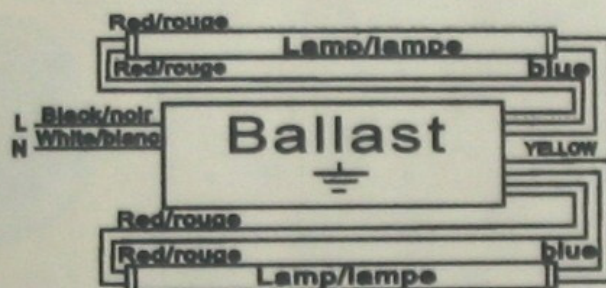 Red/rouge
Lamp/lampe
Red/rouge
blue
L Black/noir
N White/blanc
Ballast
YELLOW
Red/rouge
Red/rouge
blue
Lamp/lampe